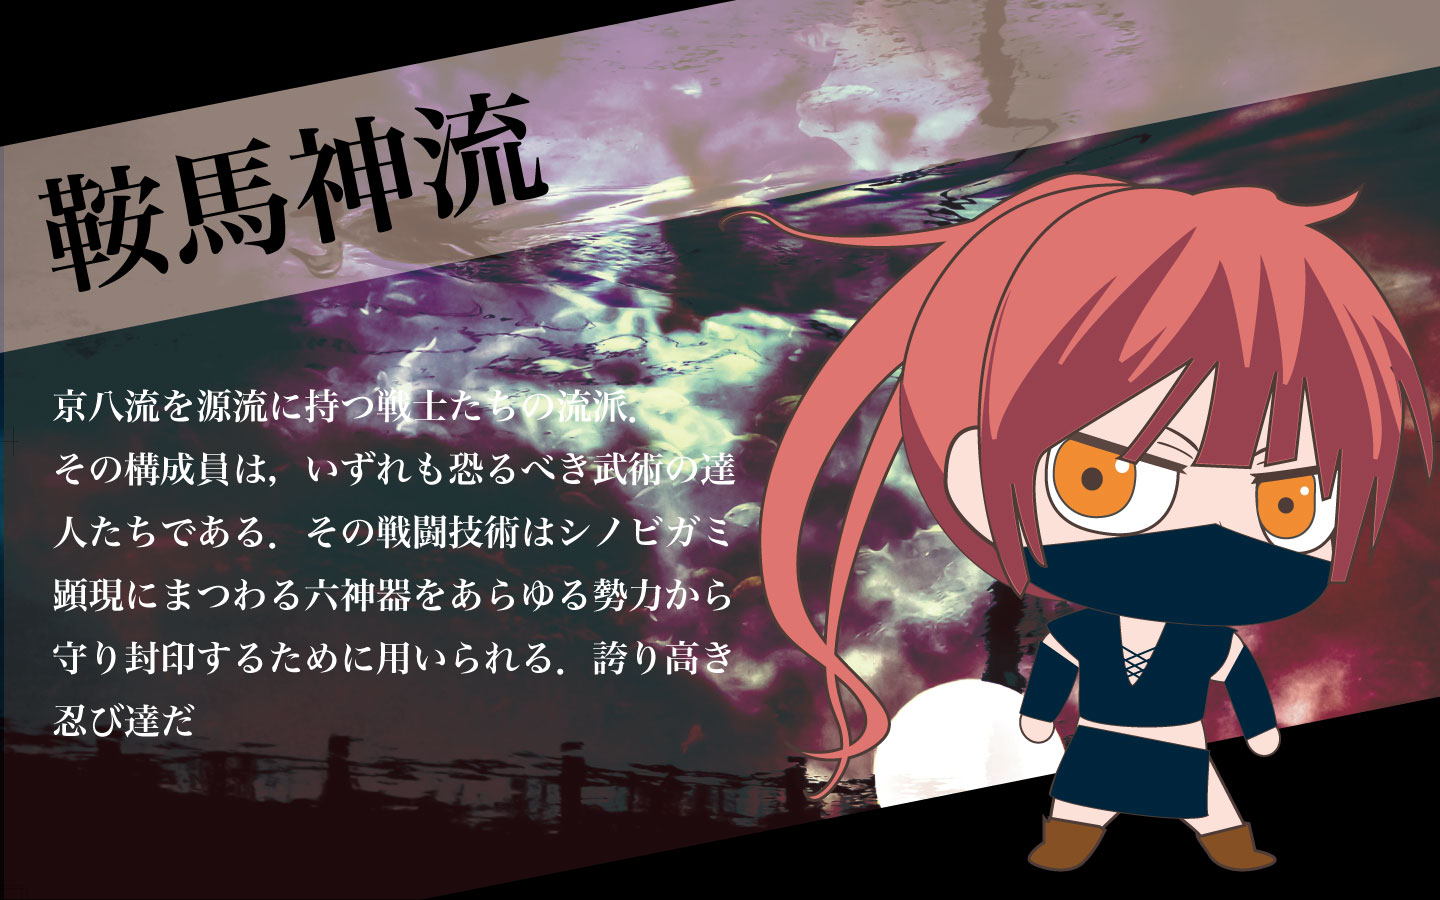 鞍馬神流
京八流を源流に持つ戦士たちの流派．
その構成員は，いずれも恐るべき武術の達
人たちである．その戦闘技術はシノビガミ
顕現にまつわる六神器をあらゆる勢力から
守り封印するために用いられる．誇り高き
忍び達だ